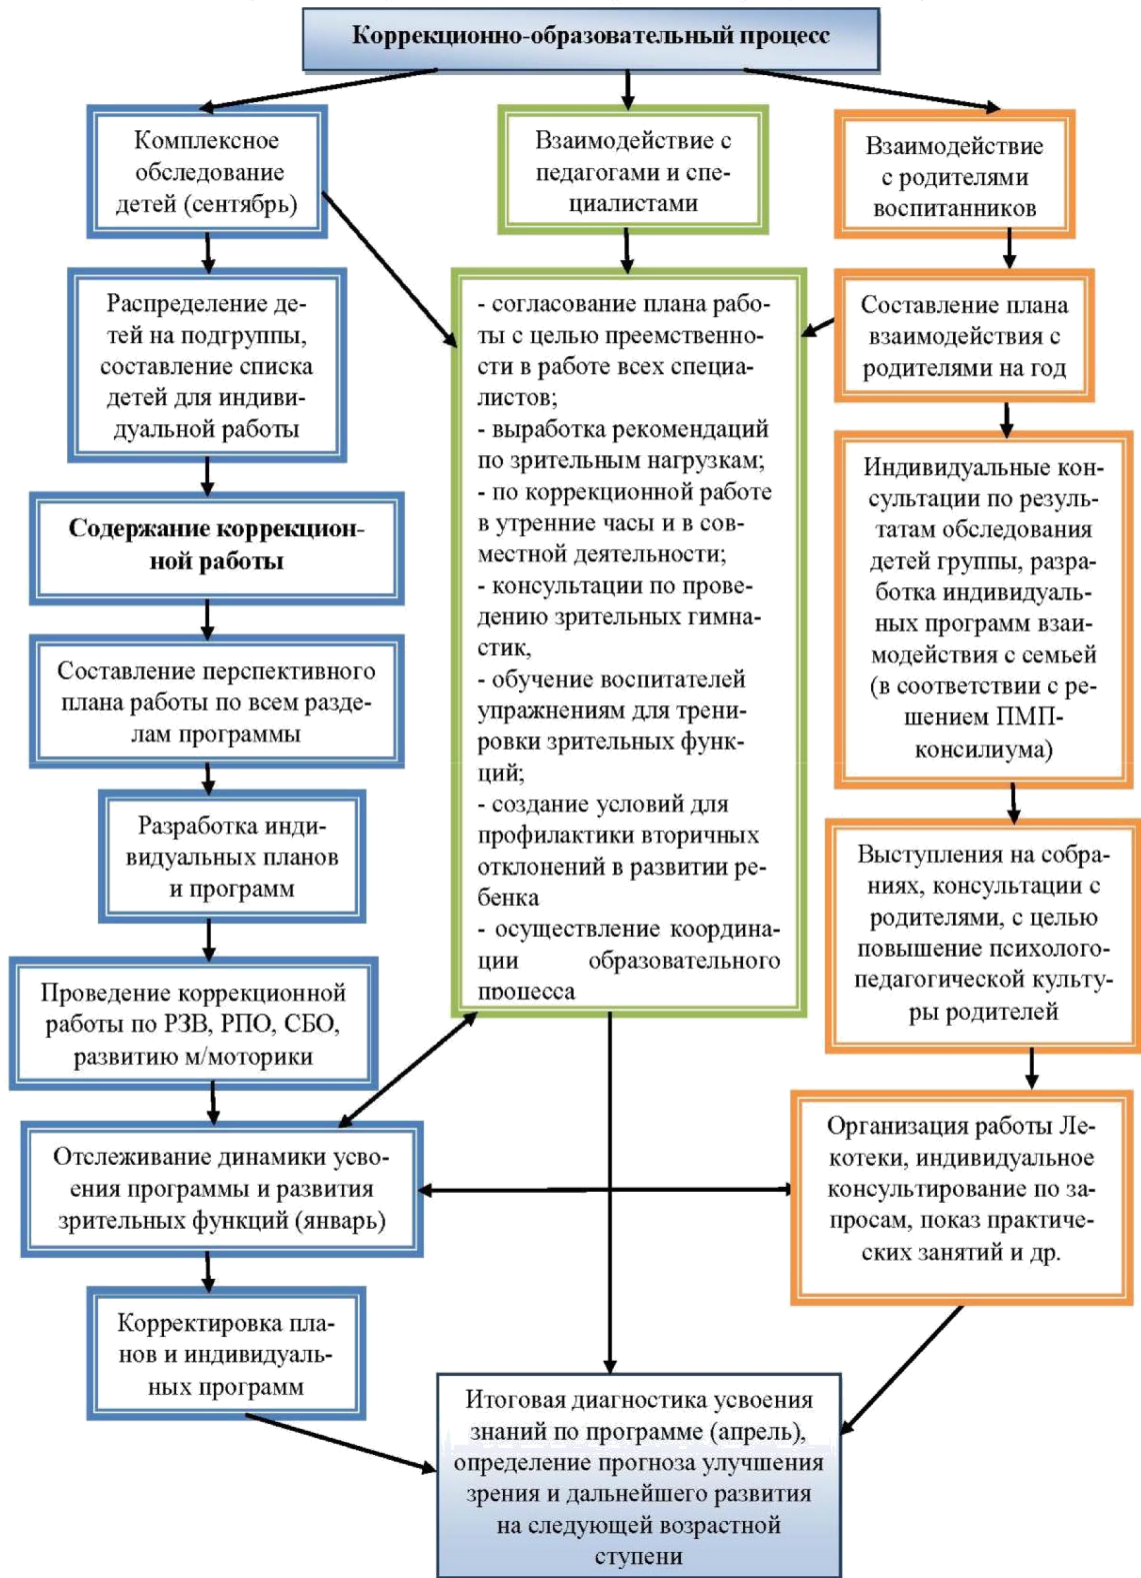 Коррекционно-образовательный процесс
Комплексное
обследование
детей (сентябрь)
Распределение де-
тей на подгруппы,
составление списка
детей для индиви-
дуальной работы
Содержание коррекцион-
ной работы
Составление перспективного
плана работы по всем разде-
лам программы
Разработка инди-
видуальных планов
и программ
Проведение коррекционной
работы по РЗВ, РПО, СБО,
развитию м/моторики
Отслеживание динамики усво-
ения программы и развития
зрительных функций (январь)
Корректировка пла-
нов и индивидуаль-
ных программ
Взаимодействие с
педагогами и спе-
циалистами
- согласование плана рабо-
ты с целью преемственно-
сти в работе всех специа-
листов;
- выработка рекомендаций
по зрительным нагрузкам;
- по коррекционной работе
в утренние часы и в сов-
местной деятельности;
- консультации по прове-
дению зрительных гимна-
стик,
- обучение воспитателей
упражнениям для трени-
ровки зрительных функ-
ций;
- создание условий для
профилактики вторичных
отклонений в развитии ре-
бенка
- осуществление координа-
ции образовательного
процесса
Взаимодействие
с родителями
воспитанников
Составление плана
взаимодействия с
родителями на год
Индивидуальные кон-
сультации по резуль-
татам обследования
детей группы, разра-
ботка индивидуаль-
ных программ взаи-
модействия с семьей
(в соответствии с ре-
шением ПМП-
консилиума)
Выступления на собра-
ниях, консультации с
родителями, с целью
повышение психолого-
педагогической культу-
ры родителей
Организация работы Ле-
котеки, индивидуальное
консультирование по за-
просам, показ практиче-
ских занятий и др.
Итоговая диагностика усвоения
знаний по программе (апрель),
определение прогноза улучшения
зрения и дальнейшего развития
на следующей возрастной
ступени